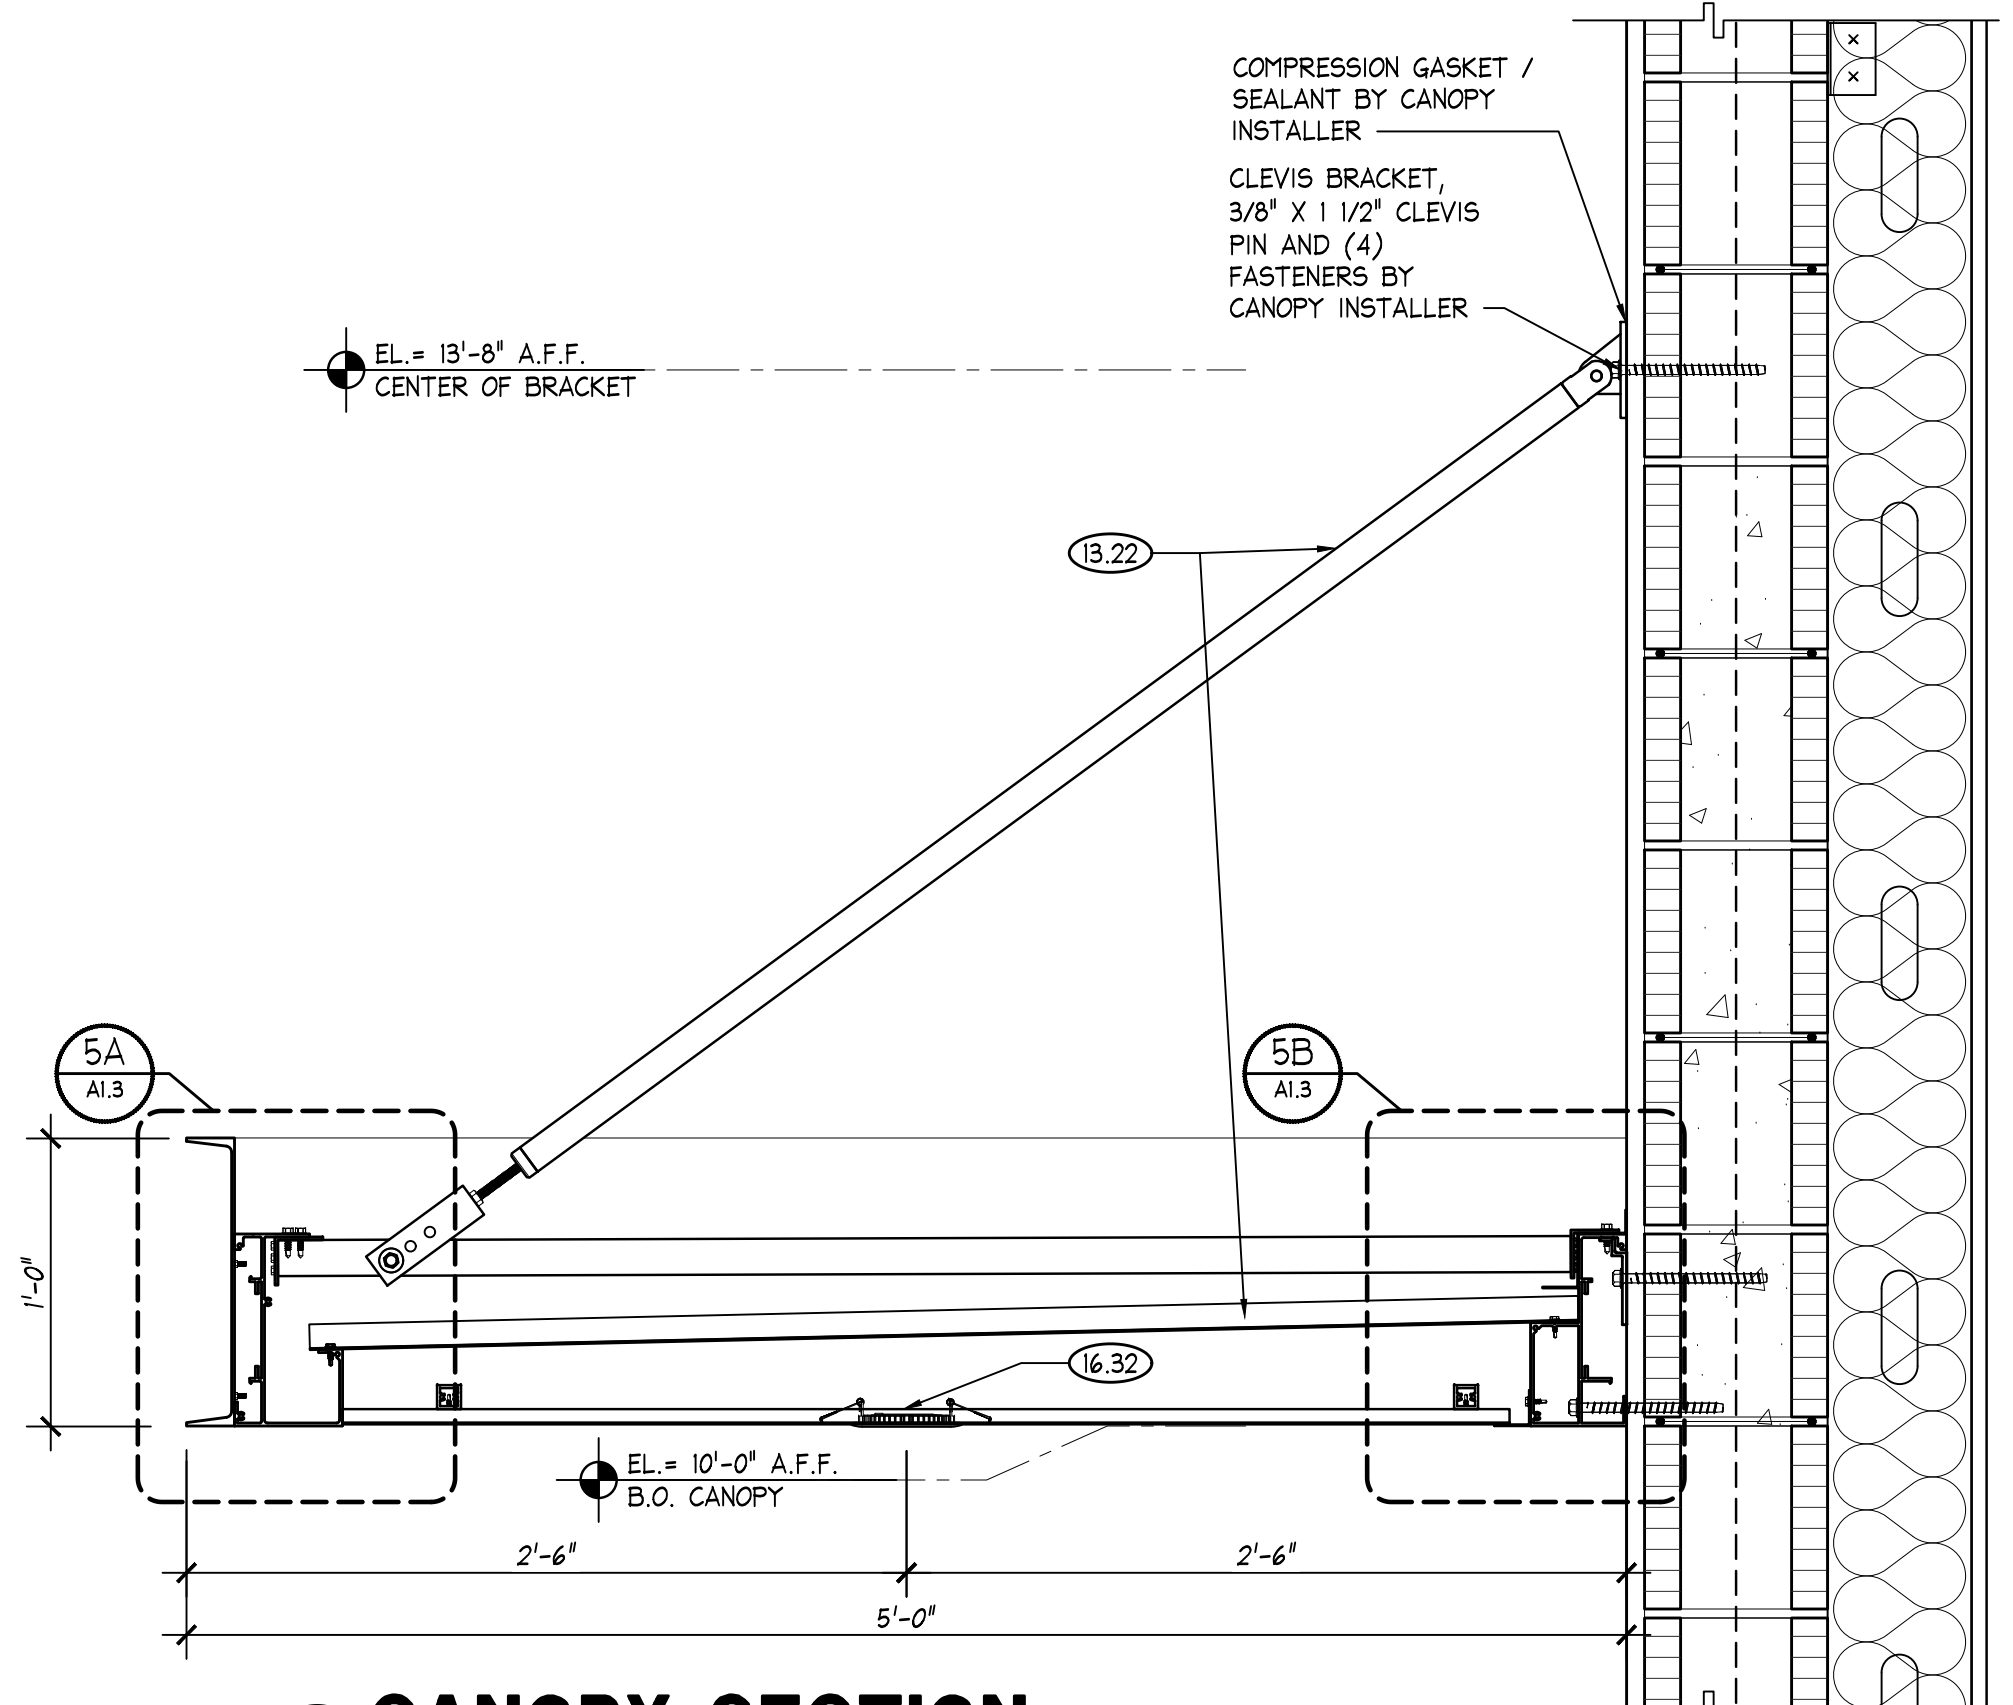 COMPRESSION GASKET /
SEALANT BY CANOPY
INSTALLER
CLEVIS BRACKET,
3/8" X 1 1/2" CLEVIS
PIN AND (4)
FASTENERS BY
CANOPY INSTALLER
EL.= 13'-8" A.F.F.
CENTER OF BRACKET
13.22
5A
A1.3
5B
A1.3
1'-0"
16.32
EL.= 10'-0" A.F.F.
B.O. CANOPY
2'-6"
2'-6"
5'-0"
CANOPY SECTION